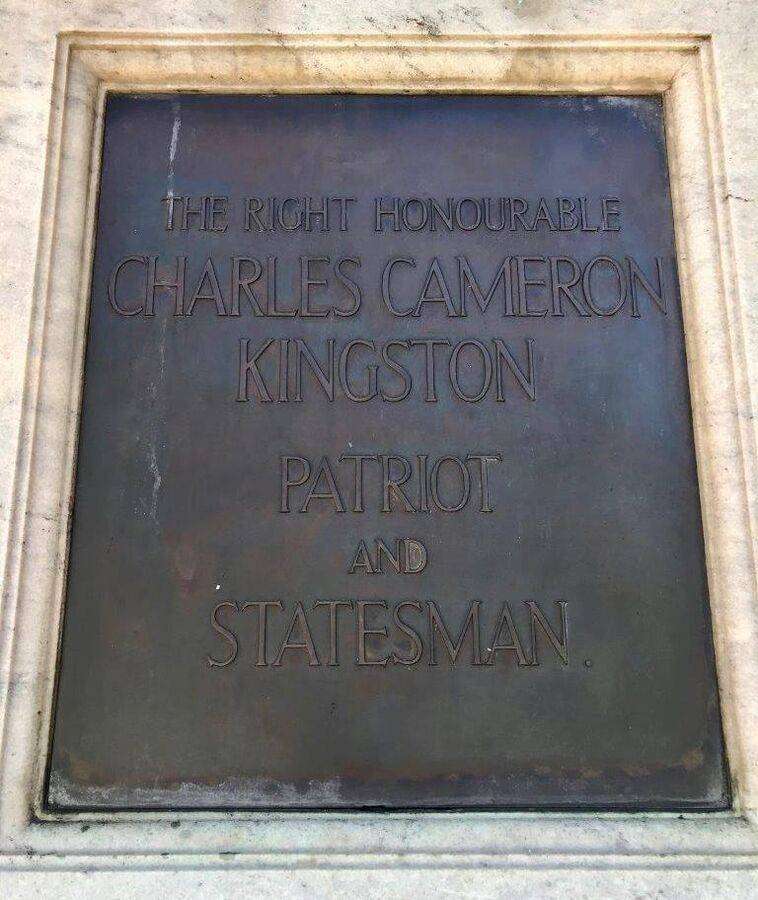 THE RIGHT HONOURABLE
CHARLES CAMERON
KINGSTON
PATRIOT
AND
STATESMAN.